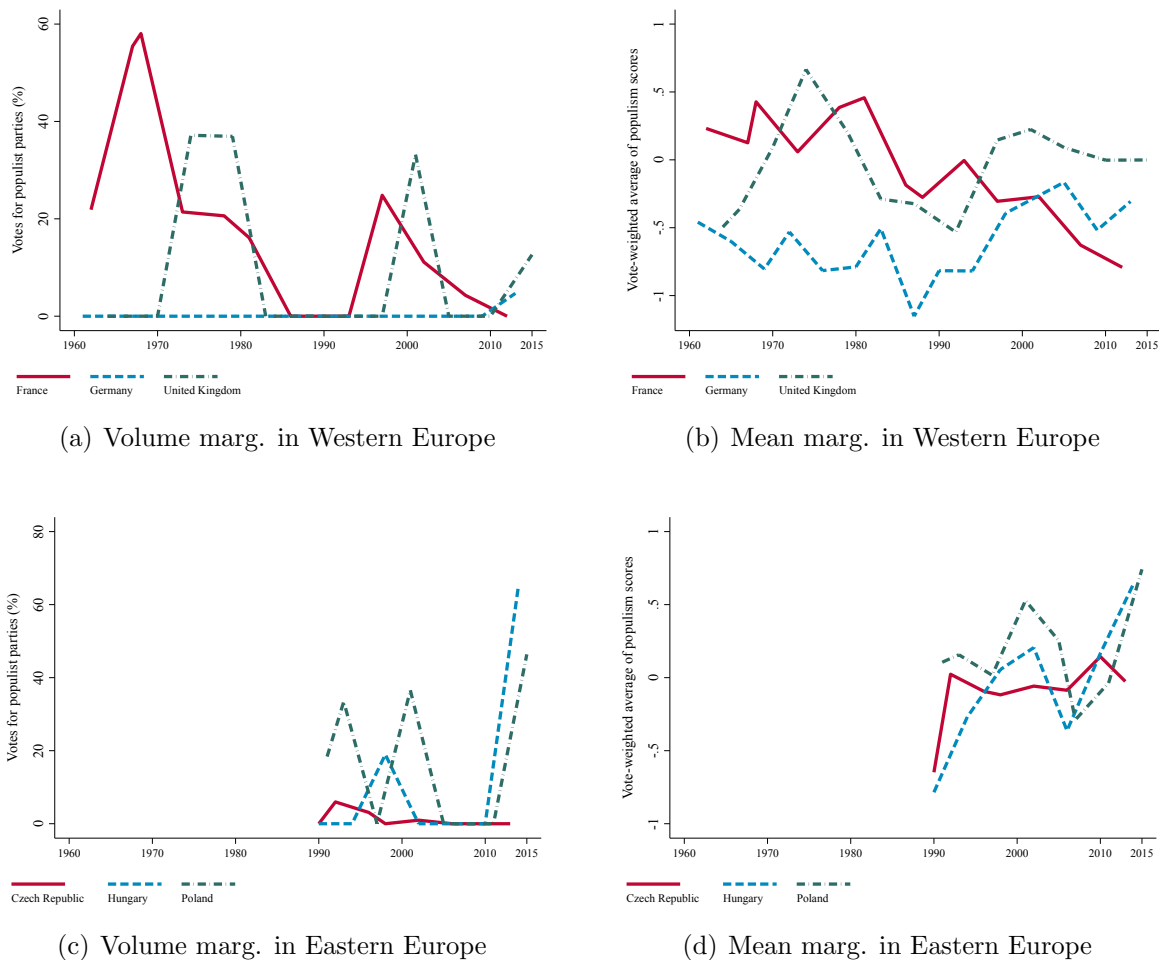 Votes for populist parties (%)
60
40
20
0
1960 1970 1980 1990 2000 2010 2015
France Germany United Kingdom
(a) Volume marg. in Western Europe
Vote-weighted average of populism scores
1
.5
0
-.5
-1
1960 1970 1980 1990 2000 2010 2015
France Germany United Kingdom
(b) Mean marg. in Western Europe
Votes for populist parties (%)
80
60
40
20
0
1960 1970 1980 1990 2000 2010 2015
Czech Republic Hungary Poland
(c) Volume marg. in Eastern Europe
Vote-weighted average of populism scores
1
.5
0
-.5
-1
1960 1970 1980 1990 2000 2010 2015
Czech Republic Hungary Poland
(d) Mean marg. in Eastern Europe